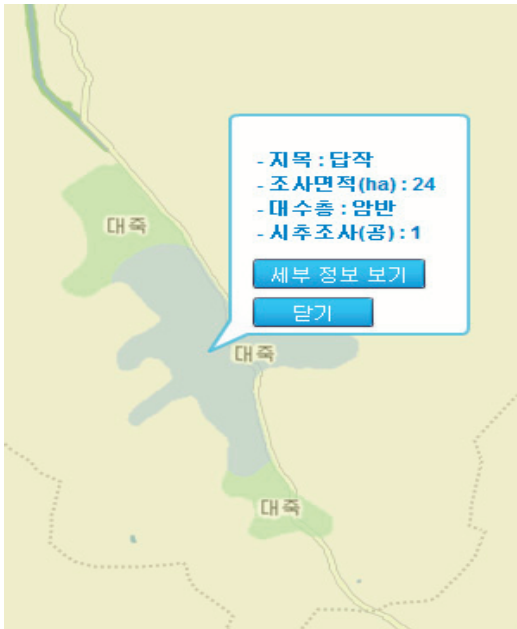 - 지목 : 답작
- 조사면적(ha) : 24
- 대수층 : 암반
- 시추조사(공) : 1
세부 정보 보기
닫기
대죽
대죽
대죽